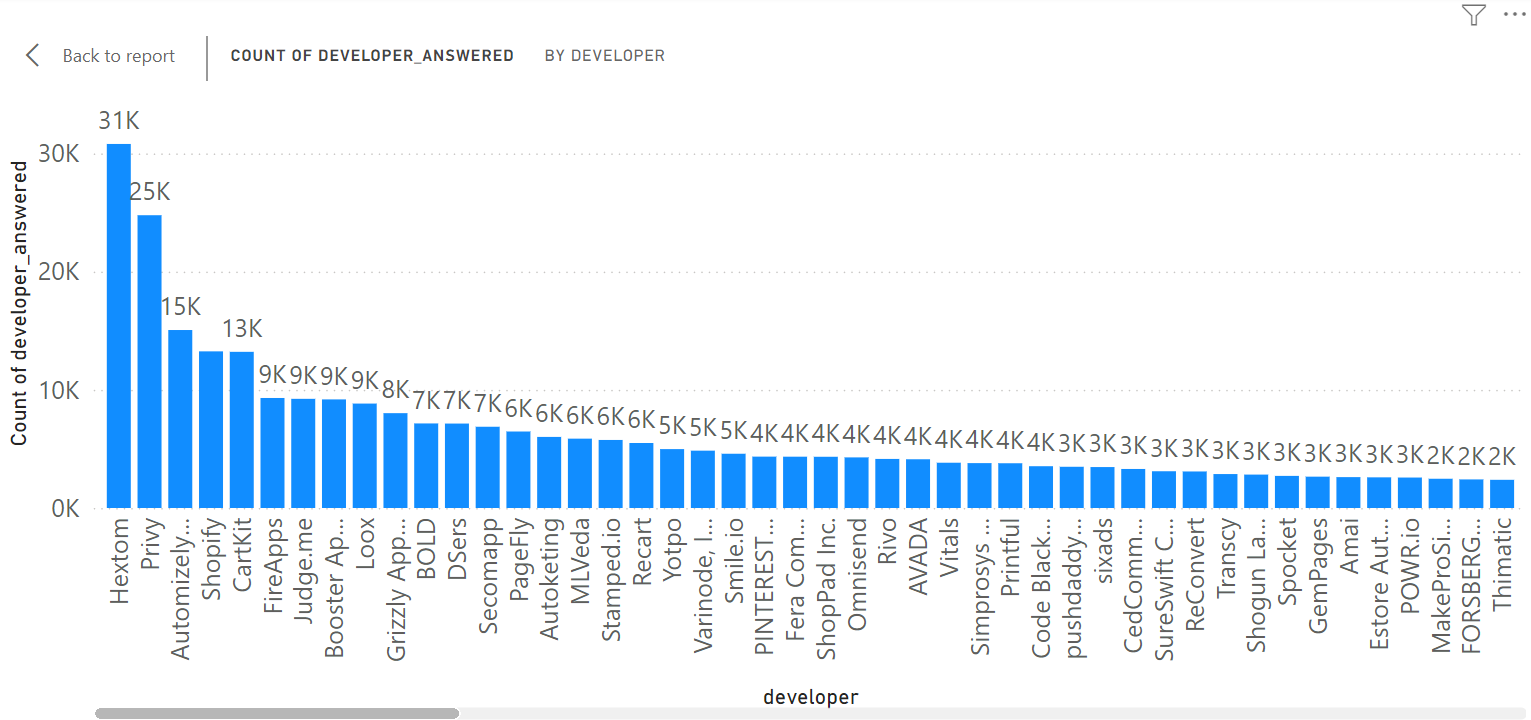 Back to report
COUNT OF DEVELOPER_ANSWERED
BY DEVELOPER
Count of developer_answered
30K
20K
10K
0K
31K
25K
15K
13K
9K
9K
9K
9K
8K
7K
7K
7K
6K
6K
6K
6K
6K
5K
5K
5K
4K
4K
4K
4K
4K
4K
4K
4K
4K
4K
3K
3K
3K
3K
3K
3K
3K
3K
3K
3K
3K
3K
2K
2K
2K
Hextom
Privy
Automizely...
Shopify
CartKit
FireApps
Judge.me
Booster Ap...
Loox
Grizzly App...
BOLD
DSers
Secomapp
PageFly
Autoketing
MLVeda
Stamped.io
Recart
Yotpo
Varinode, I...
Smile.io
PINTEREST...
Fera Com...
ShopPad Inc.
Omnisend
Rivo
AVADA
Vitals
Simprosys ...
Printful
Code Black...
pushdaddy...
sixads
CedComm...
SureSwift C...
ReConvert
Transcy
Shogun La...
Spocket
GemPages
Amai
Estore Aut...
POWR.io
MakeProSi...
FORSBERG...
Thimatic
developer